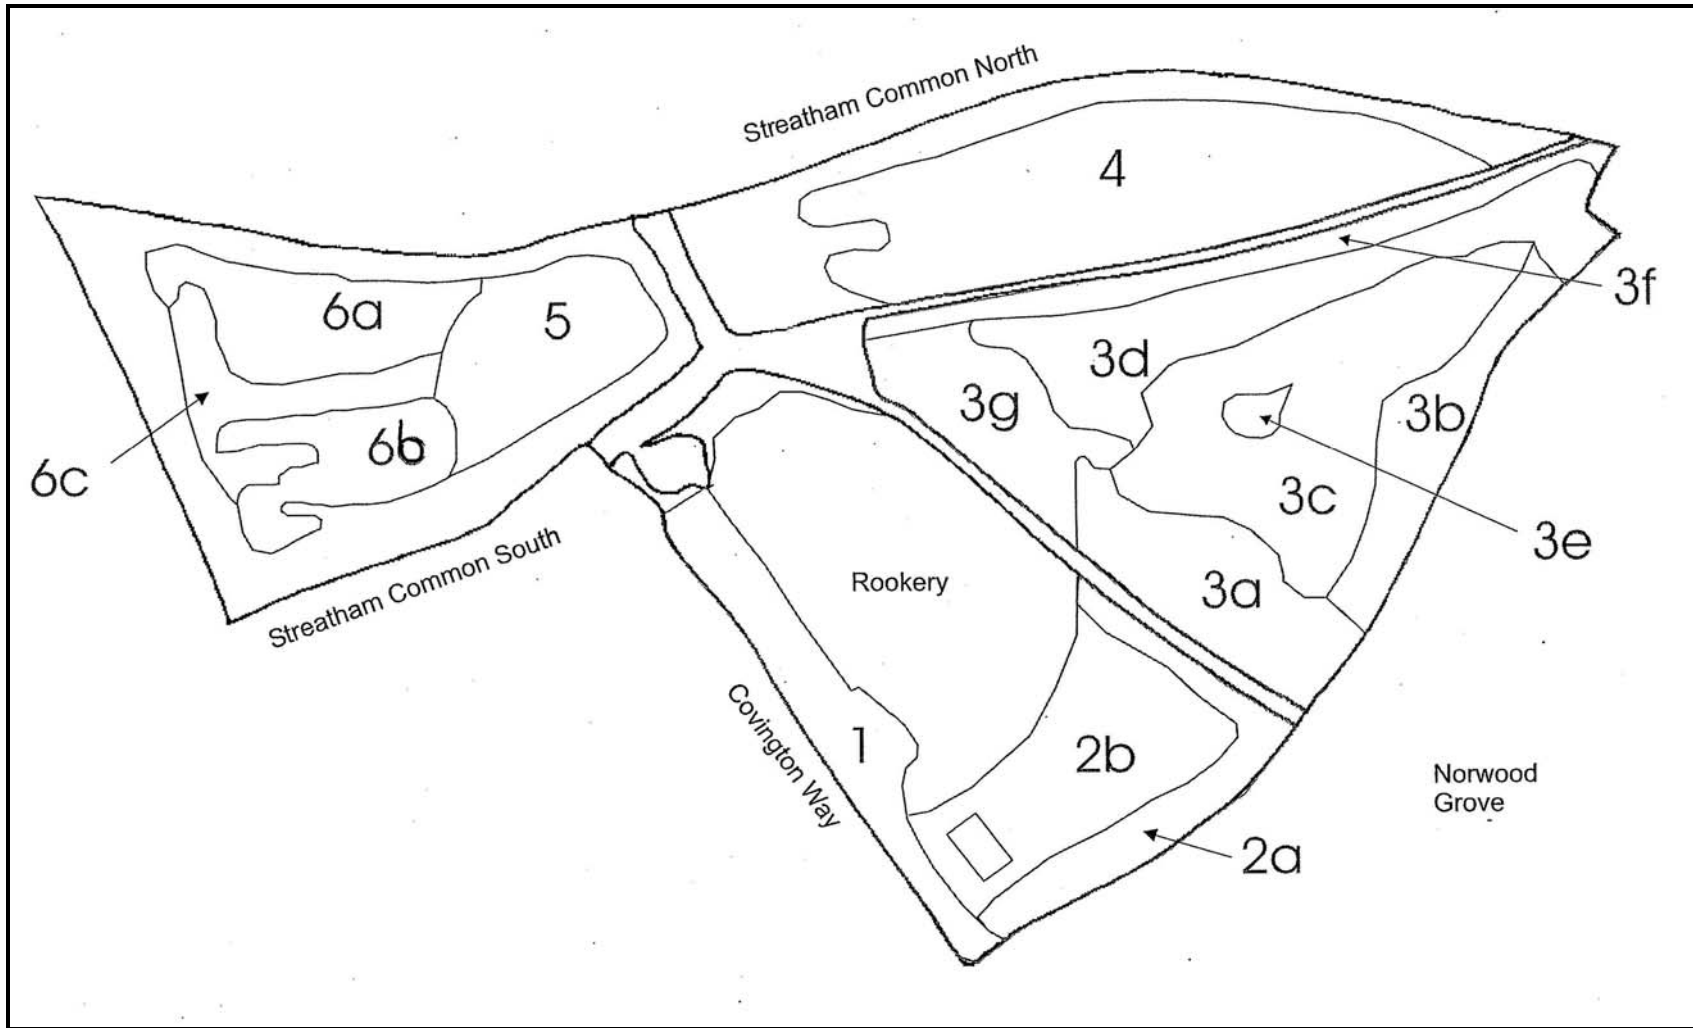 Streatham Common North
4
3f
6a
5
3d
3g
3b
6b
6c
3c
3e
Streatham Common South
Rookery
3a
Covington Way
1
2b
Norwood
Grove
2a